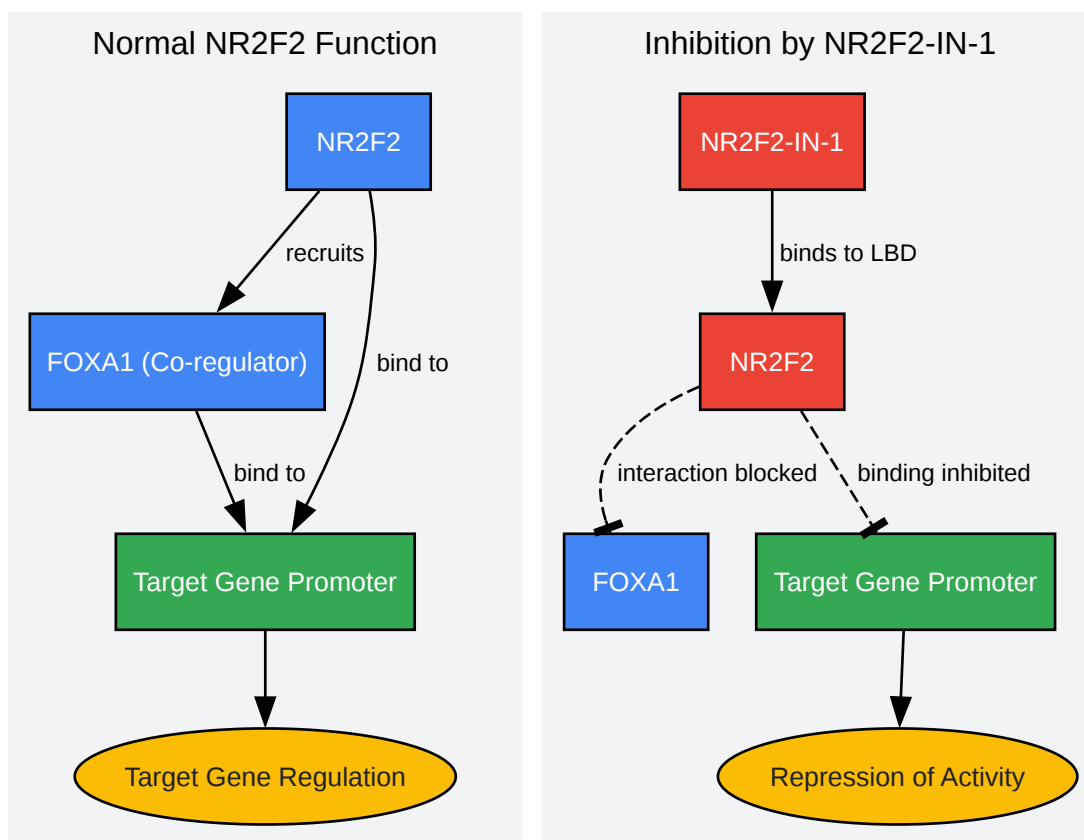 Normal NR2F2 Function
NR2F2
recruits
FOXA1 (Co-regulator)
bind to
bind to
Target Gene Promoter
Target Gene Regulation
Inhibition by NR2F2-IN-1
NR2F2-IN-1
binds to LBD
NR2F2
interaction blocked
binding inhibited
FOXA1
Target Gene Promoter
Repression of Activity